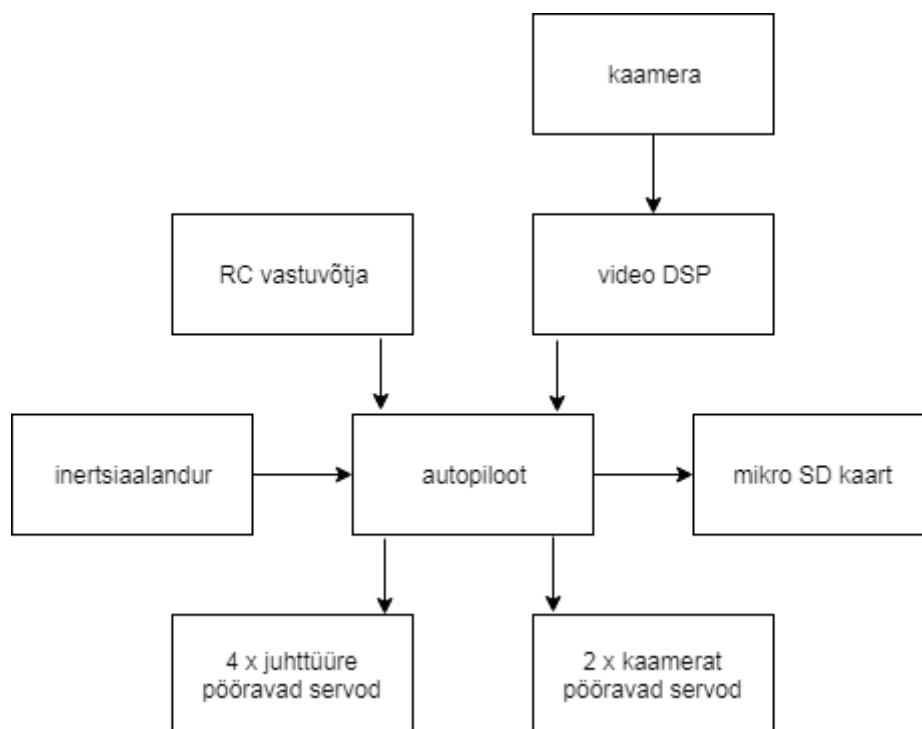 kaamera
RC vastuvõtja
video DSP
inertsiaalandur
autopiloot
mikro SD kaart
4 x juhttüüre
pööravad servod
2 x kaamerat
pööravad servod